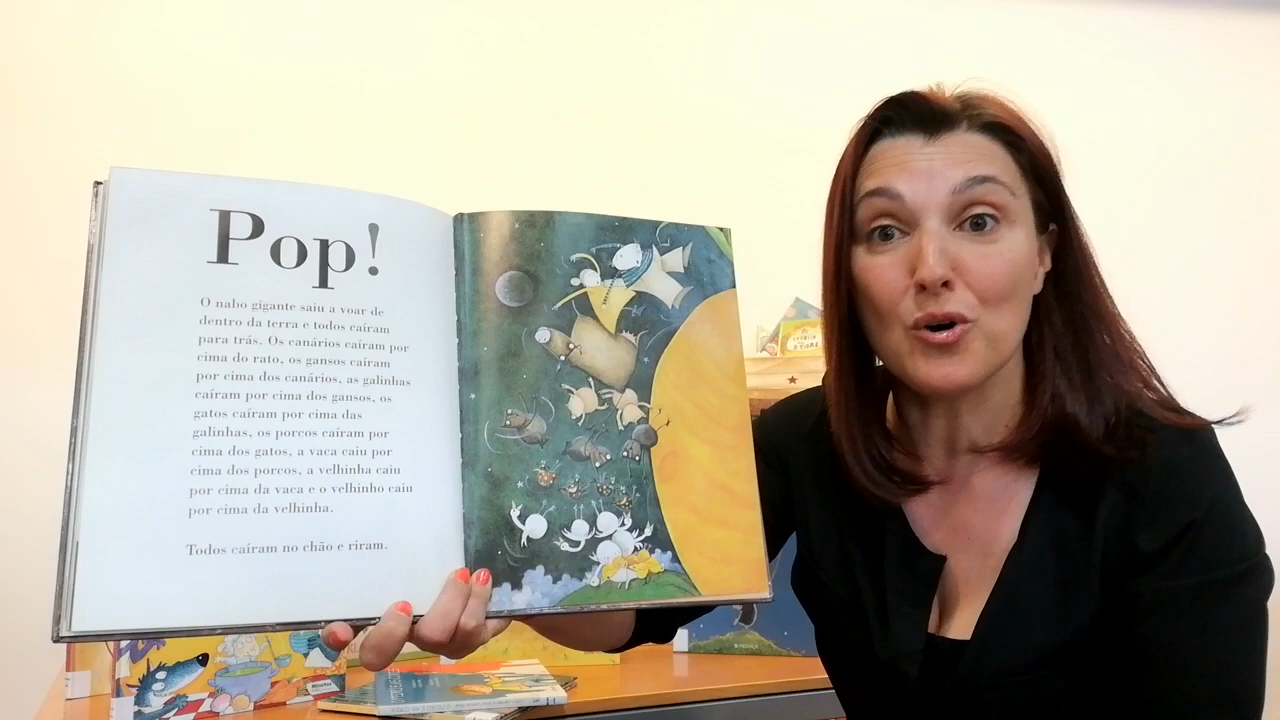 Pop!
O nabo gigante saiu a voar de
dentro da terra e todos caíram
para trás. Os canários caíram por
cima do rato, os gansos caíram
por cima dos canários, as galinhas
caíram por cima dos gansos, os
gatos caíram por cima das
galinhas, os porcos caíram por
cima dos gatos, a vaca caiu por
cima dos porcos, a velhinha caiu
por cima da vaca e o velhinho caiu
por cima da velhinha.
Todos caíram no chão e riram.